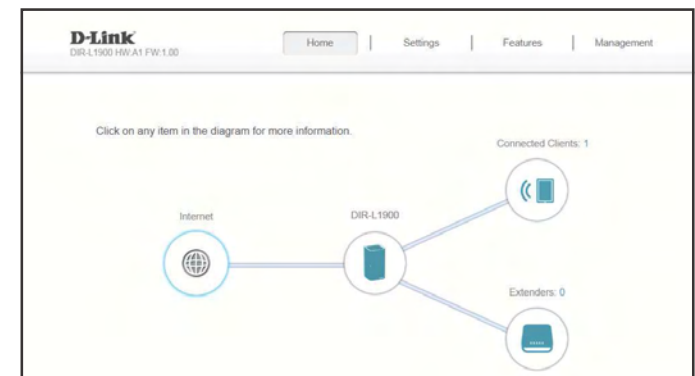 D-Link
DIR-L1900 HW:A1 FW:1.00
Home | Settings | Features | Management
Click on any item in the diagram for more information.
Connected Clients: 1
Internet
DIR-L1900
Extenders: 0